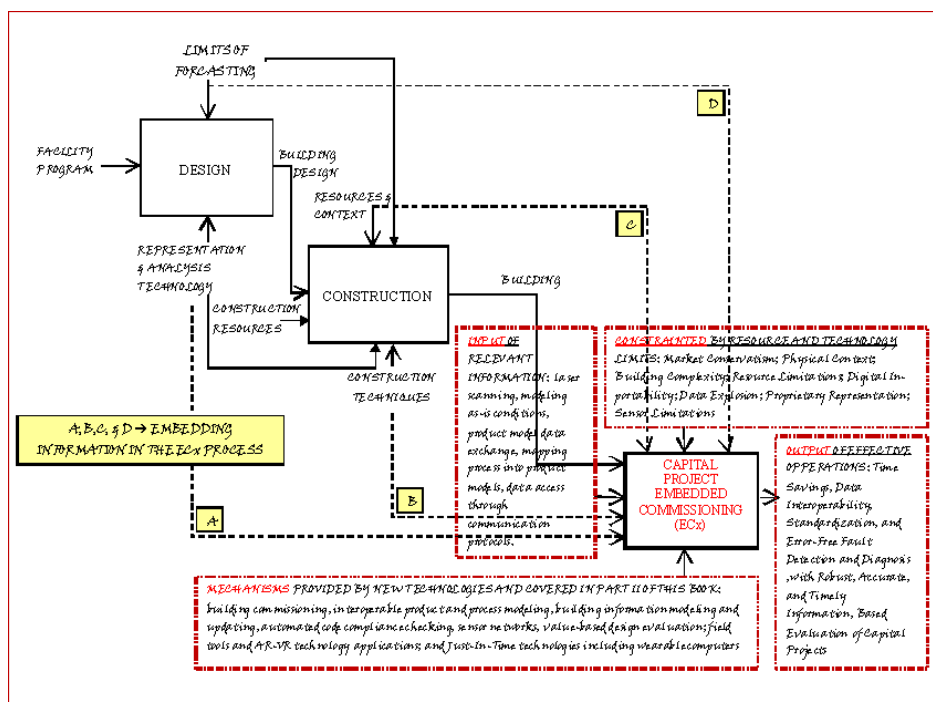 LIMITS OF
FORCASTING
D
FACILITY
PROGRAM
DESIGN
BUILDING
DESIGN
RESOURCES &
CONTEXT
C
REPRESENTATION
& ANALYSIS
TECHNOLOGY
CONSTRUCTION
RESOURCES
CONSTRUCTION
BUILDING
CONSTRUCTION
TECHNIQUES
INPUT OF
RELEVANT
INFORMATION: laser
scanning, modeling
as-is conditions,
product model data
exchange, mapping
process into product
models, data access
through
communication
protocols.
CONSTRAINTED BY RESOURCE AND TECHNOLOGY
LIMITS: Market Conservatism; Physical Context;
Building Complexity; Resource Limitations; Digital Im-
portability; Data Explosion; Proprietary Representation;
Sensor Limitations
A, B, C, & D → EMBEDDING
INFORMATION IN THE ECx PROCESS
A
B
CAPITAL
PROJECT
EMBEDDED
COMMISSIONING
(ECx)
OUTPUT OF EFFECTIVE
OPPERATIONS: Time
Savings, Data
Interoperability,
Standardization, and
Error-Free Fault
Detection and Diagnosis
,with Robust, Accurate,
and Timely
Information, Based
Evaluation of Capital
Projects
MECHANISMS PROVIDED BY NEW TECHNOLOGIES AND COVERED IN PART II OF THIS BOOK:
building commissioning, interoperable product and process modeling, building information modeling and
updating, automated code compliance checking, sensor networks, value-based design evaluation; field
tools and AR-VR technology applications; and Just-In-Time technologies including wearable computers